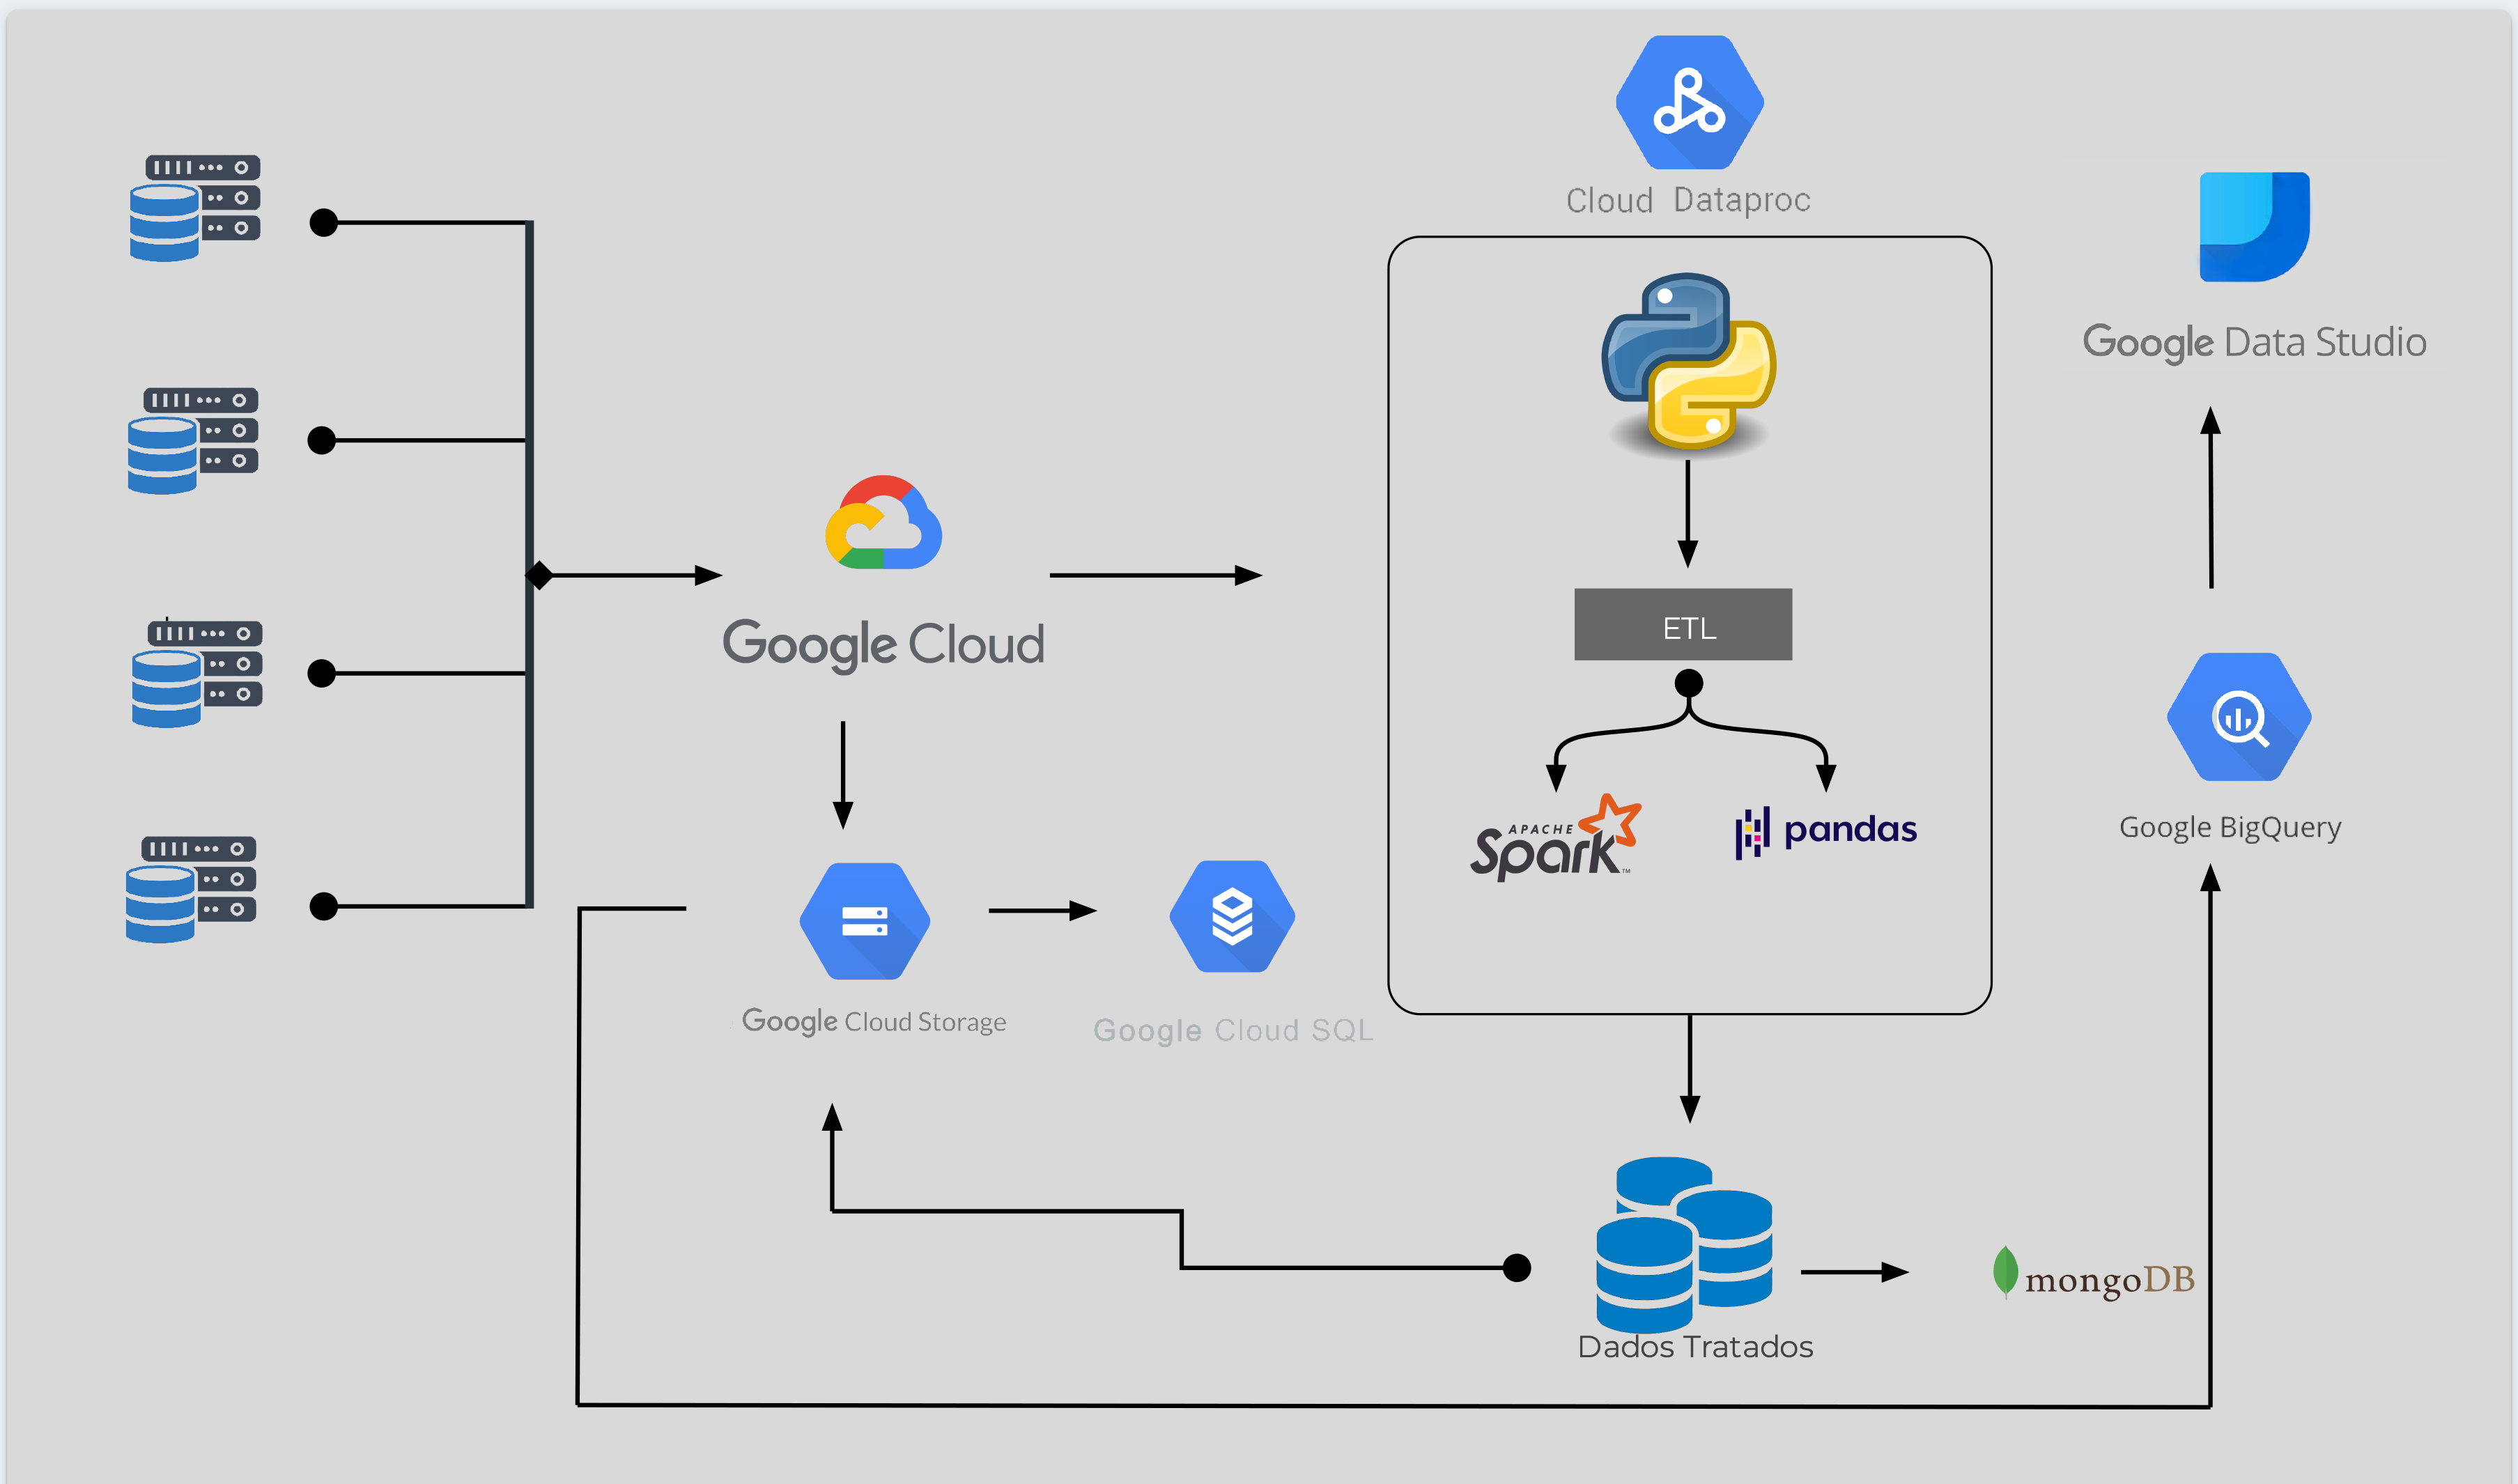 Cloud Dataproc
Google Data Studio
Google Cloud
ETL
APACHE
Spark™
pandas
Google BigQuery
Google Cloud Storage
Google Cloud SQL
mongoDB
Dados Tratados